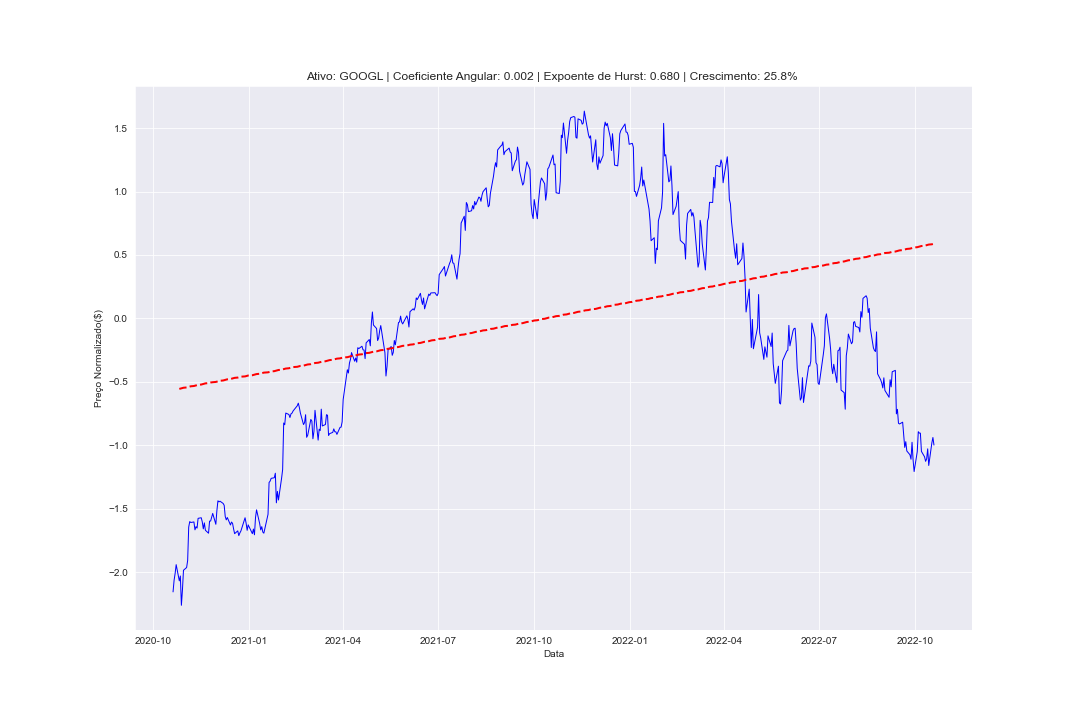 Ativo: GOOGL | Coeficiente Angular: 0.002 | Expoente de Hurst: 0.680 | Crescimento: 25.8%
1.5
1.0
0.5
0.0
−0.5
−1.0
−1.5
−2.0
Preço Normalizado($)
2020-10 2021-01 2021-04 2021-07 2021-10 2022-01 2022-04 2022-07 2022-10
Data